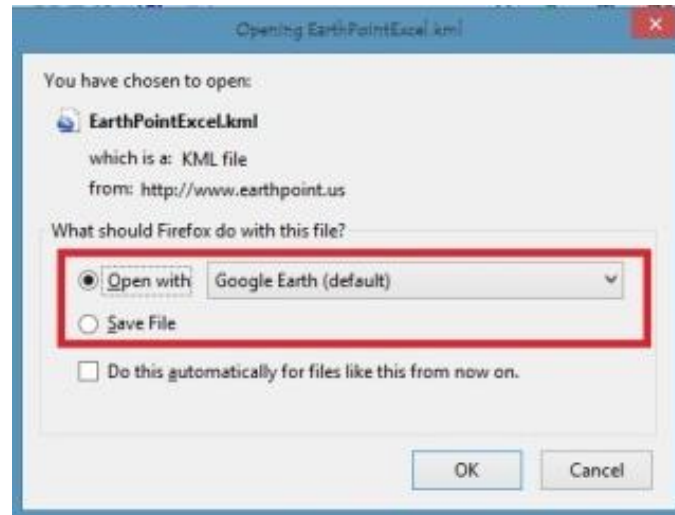 Opening EarthPointExcel.kml
You have chosen to open:
EarthPointExcel.kml
which is a: KML file
from: http://www.earthpoint.us
What should Firefox do with this file?
Open with Google Earth (default)
Save File
Do this automatically for files like this from now on.
OK Cancel